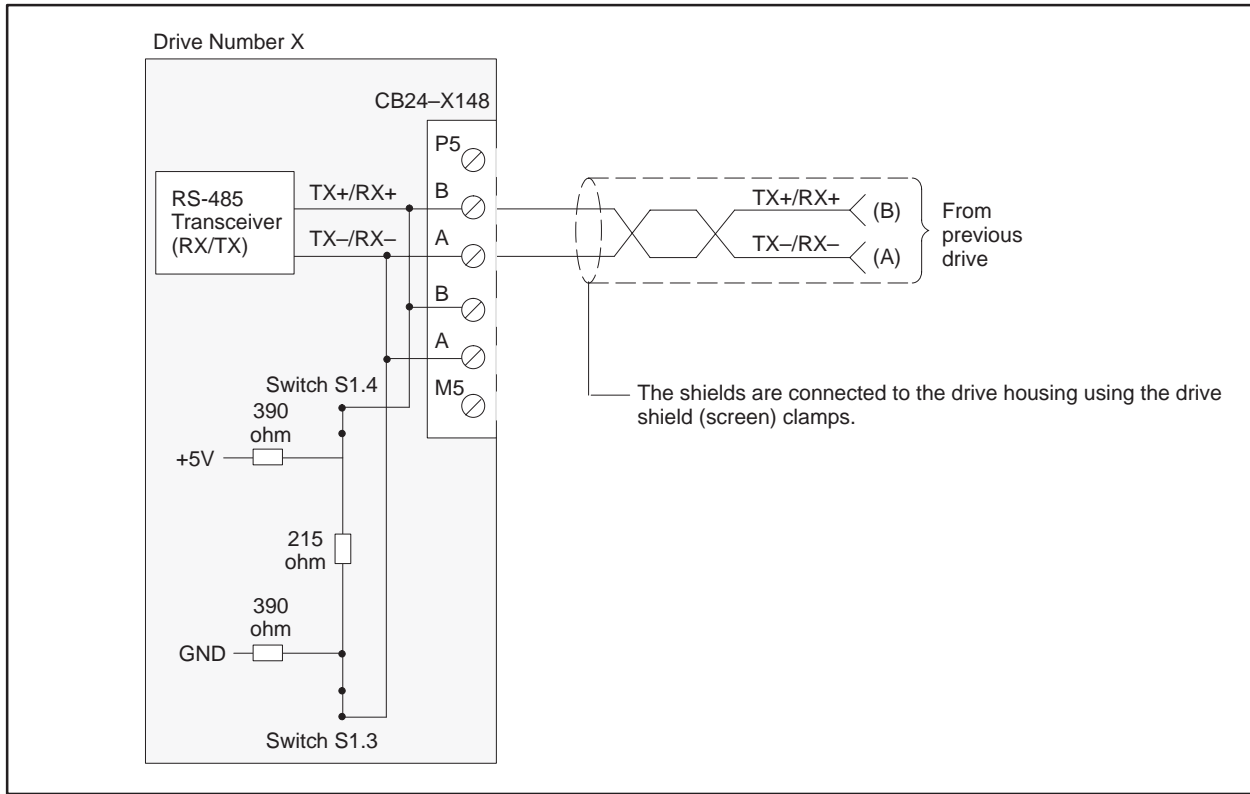 Drive Number X
CB24–X148
P5
RS-485
Transceiver
(RX/TX)
TX+/RX+
B
TX–/RX–
A
B
A
M5
TX+/RX+
(B)
TX–/RX–
(A)
From
previous
drive
Switch S1.4
390
ohm
+5V
The shields are connected to the drive housing using the drive
shield (screen) clamps.
215
ohm
390
ohm
GND
Switch S1.3